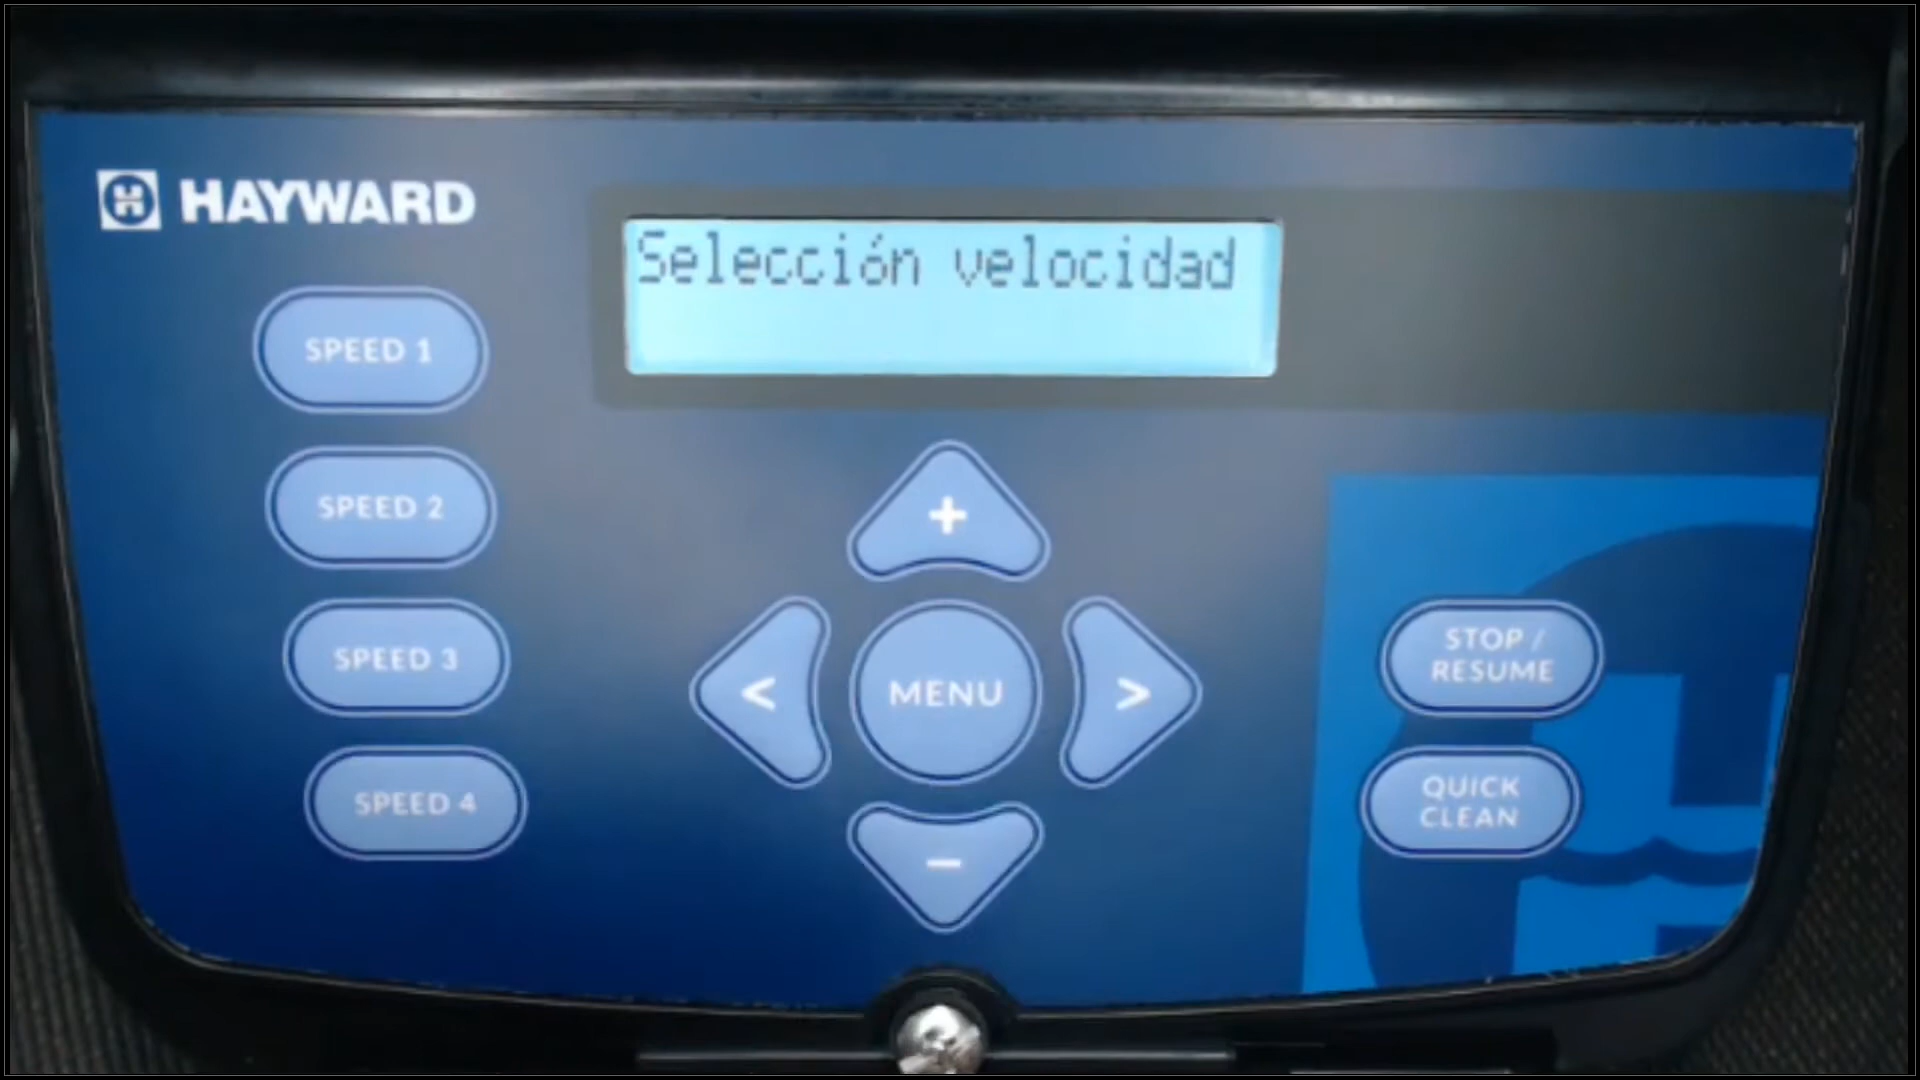 HAYWARD
Selección velocidad
SPEED 1
SPEED 2
SPEED 3
SPEED 4
+
<
MENU
>
−
STOP /
RESUME
QUICK
CLEAN